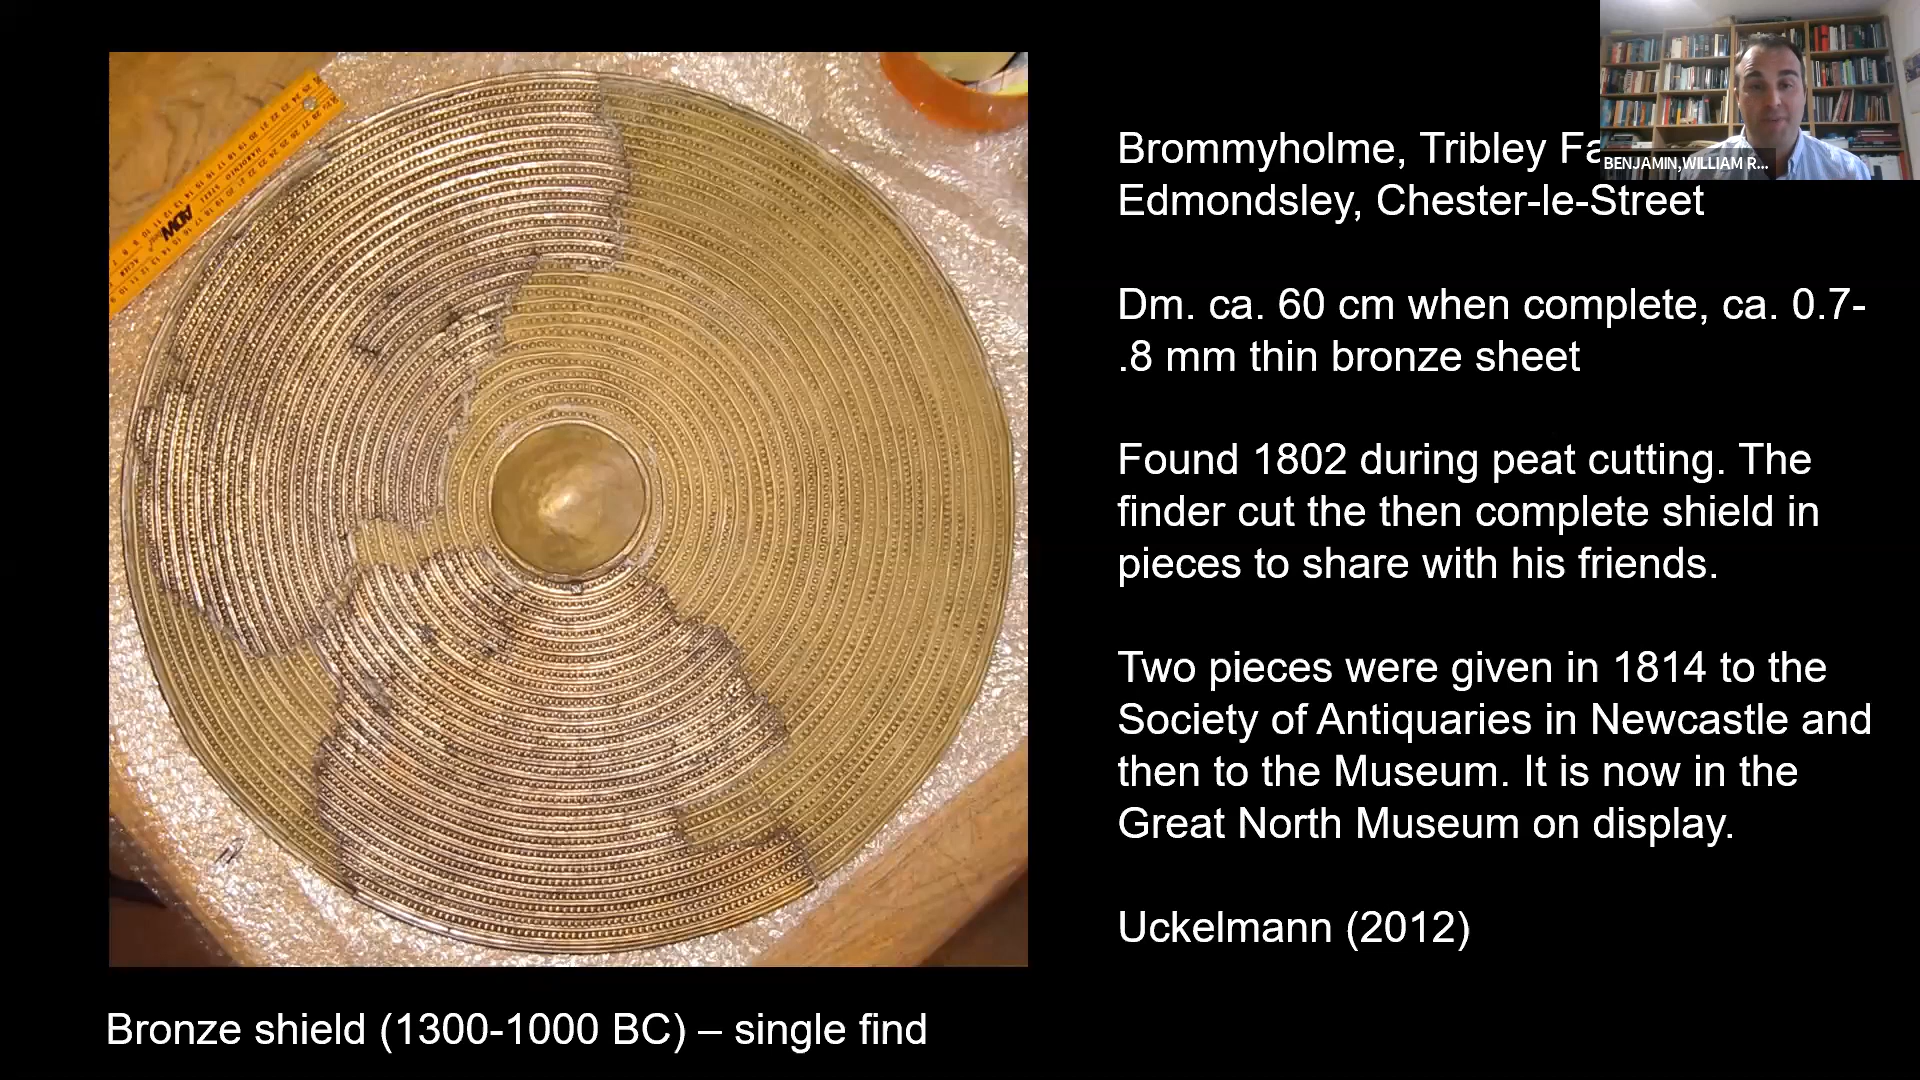 Brommyholme, Tribley Fa
BENJAMIN,WILLIAM R...
Edmondsley, Chester-le-Street
Dm. ca. 60 cm when complete, ca. 0.7-
.8 mm thin bronze sheet
Found 1802 during peat cutting. The
finder cut the then complete shield in
pieces to share with his friends.
Two pieces were given in 1814 to the
Society of Antiquaries in Newcastle and
then to the Museum. It is now in the
Great North Museum on display.
Uckelmann (2012)
Bronze shield (1300-1000 BC) – single find